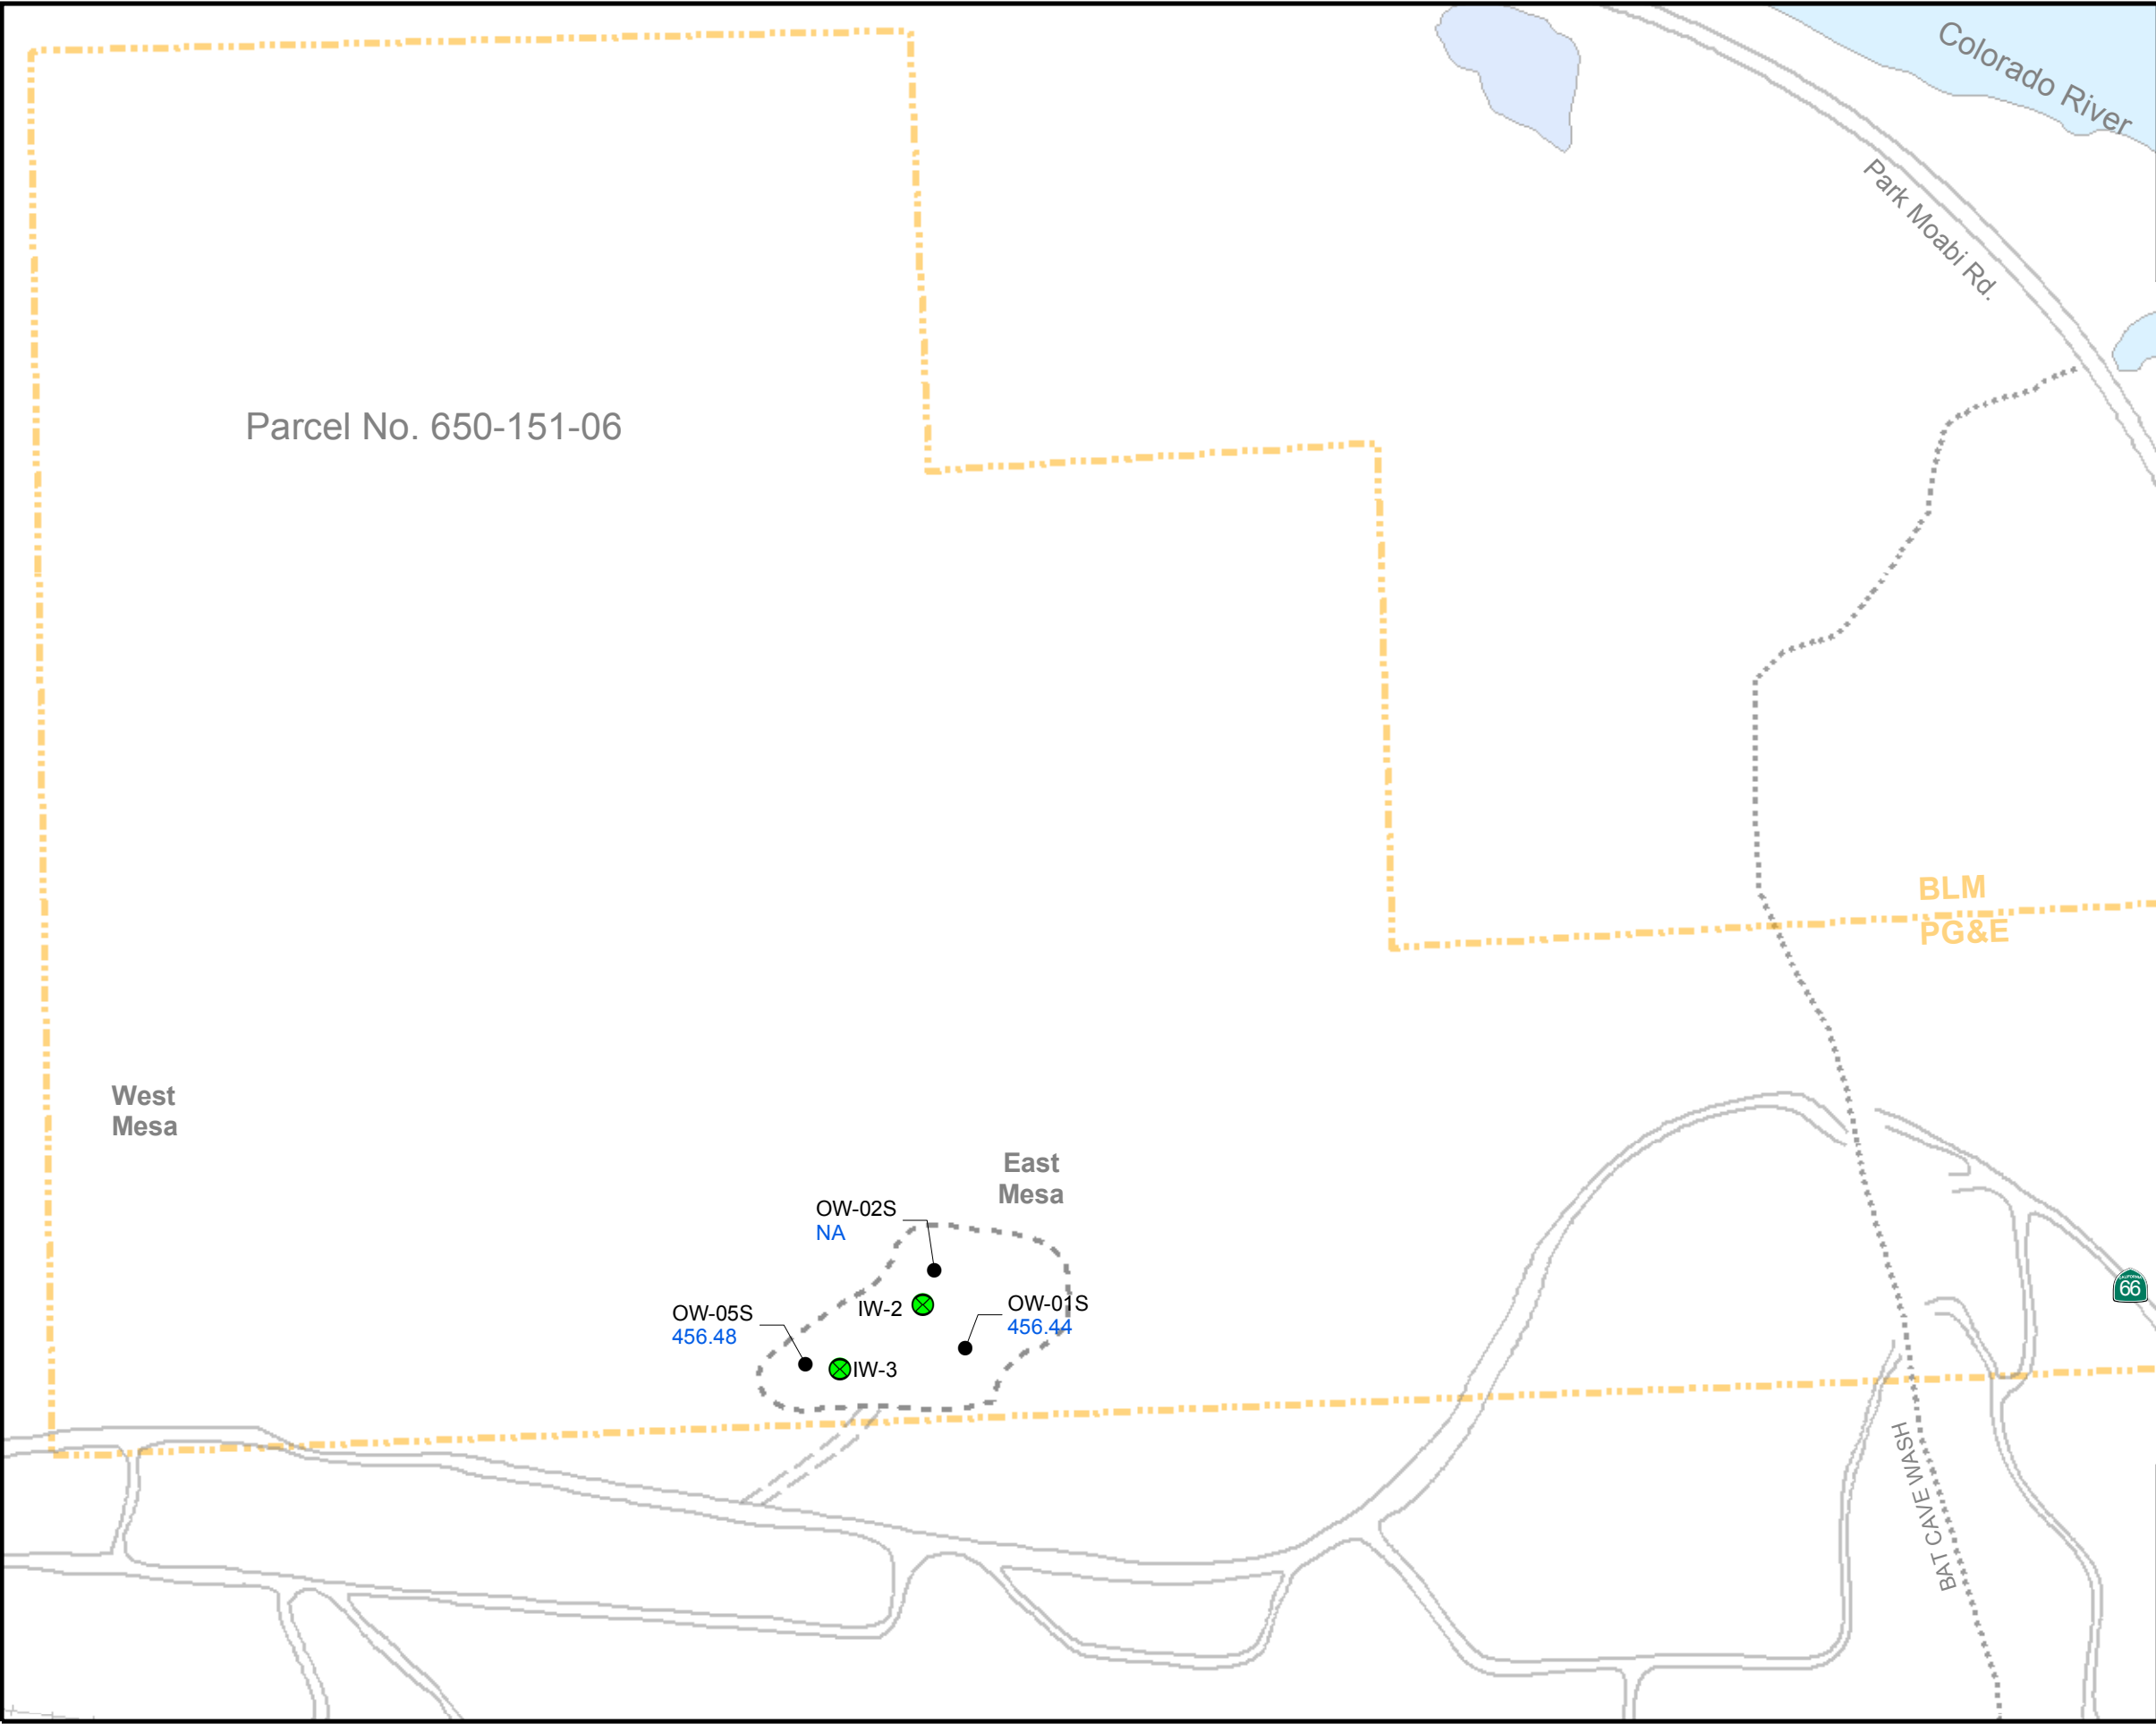 Colorado River
Park Moabi Rd.
Parcel No. 650-151-06
BLM
PG&E
West
Mesa
East
Mesa
OW-02S
NA
IW-2
OW-01S
456.44
OW-05S
456.48
IW-3
CALIFORNIA
66
BAT CAVE WASH